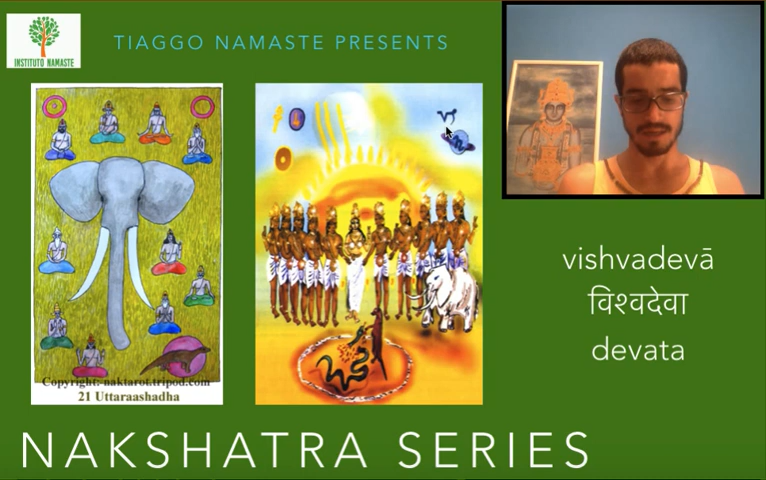 INSTITUTO NAMASTE
TIAGGO NAMASTE PRESENTS
Copyright: naktarot.tripod.com
21 Uttaraashadha
vishvadevā
विश्वदेवा
devata
NAKSHATRA SERIES